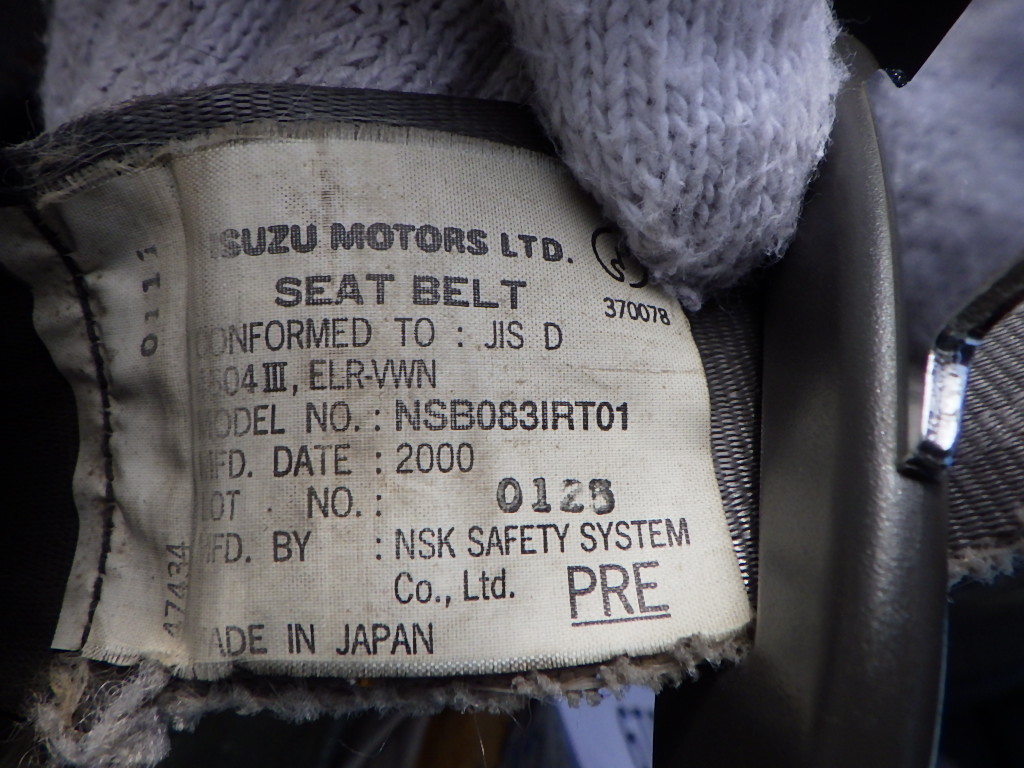 ISUZU MOTORS LTD.
SEAT BELT
370078
CONFORMED TO : JIS D
4604III, ELR-VWN
MODEL NO. : NSB083IRT01
MFD. DATE : 2000
LOT NO. : 0125
MFD. BY : NSK SAFETY SYSTEM
Co., Ltd.
PRE
MADE IN JAPAN
0111
47434